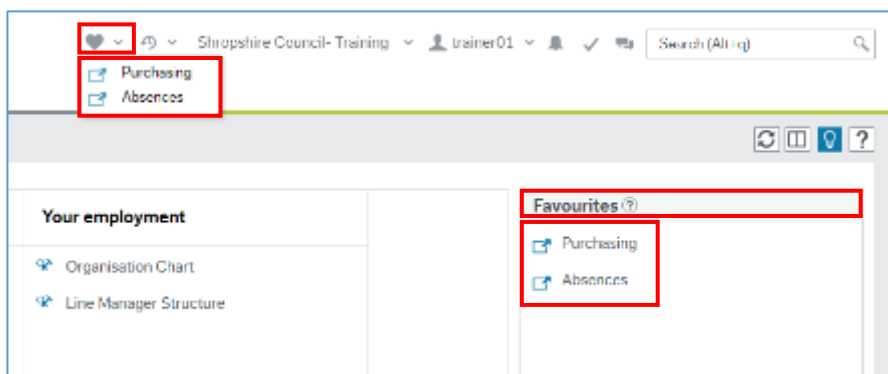 Shropshire Council- Training trainer01 Search (Alt+q)
Purchasing
Absences
?
Your employment
Favourites ?
Organisation Chart
Purchasing
Line Manager Structure
Absences